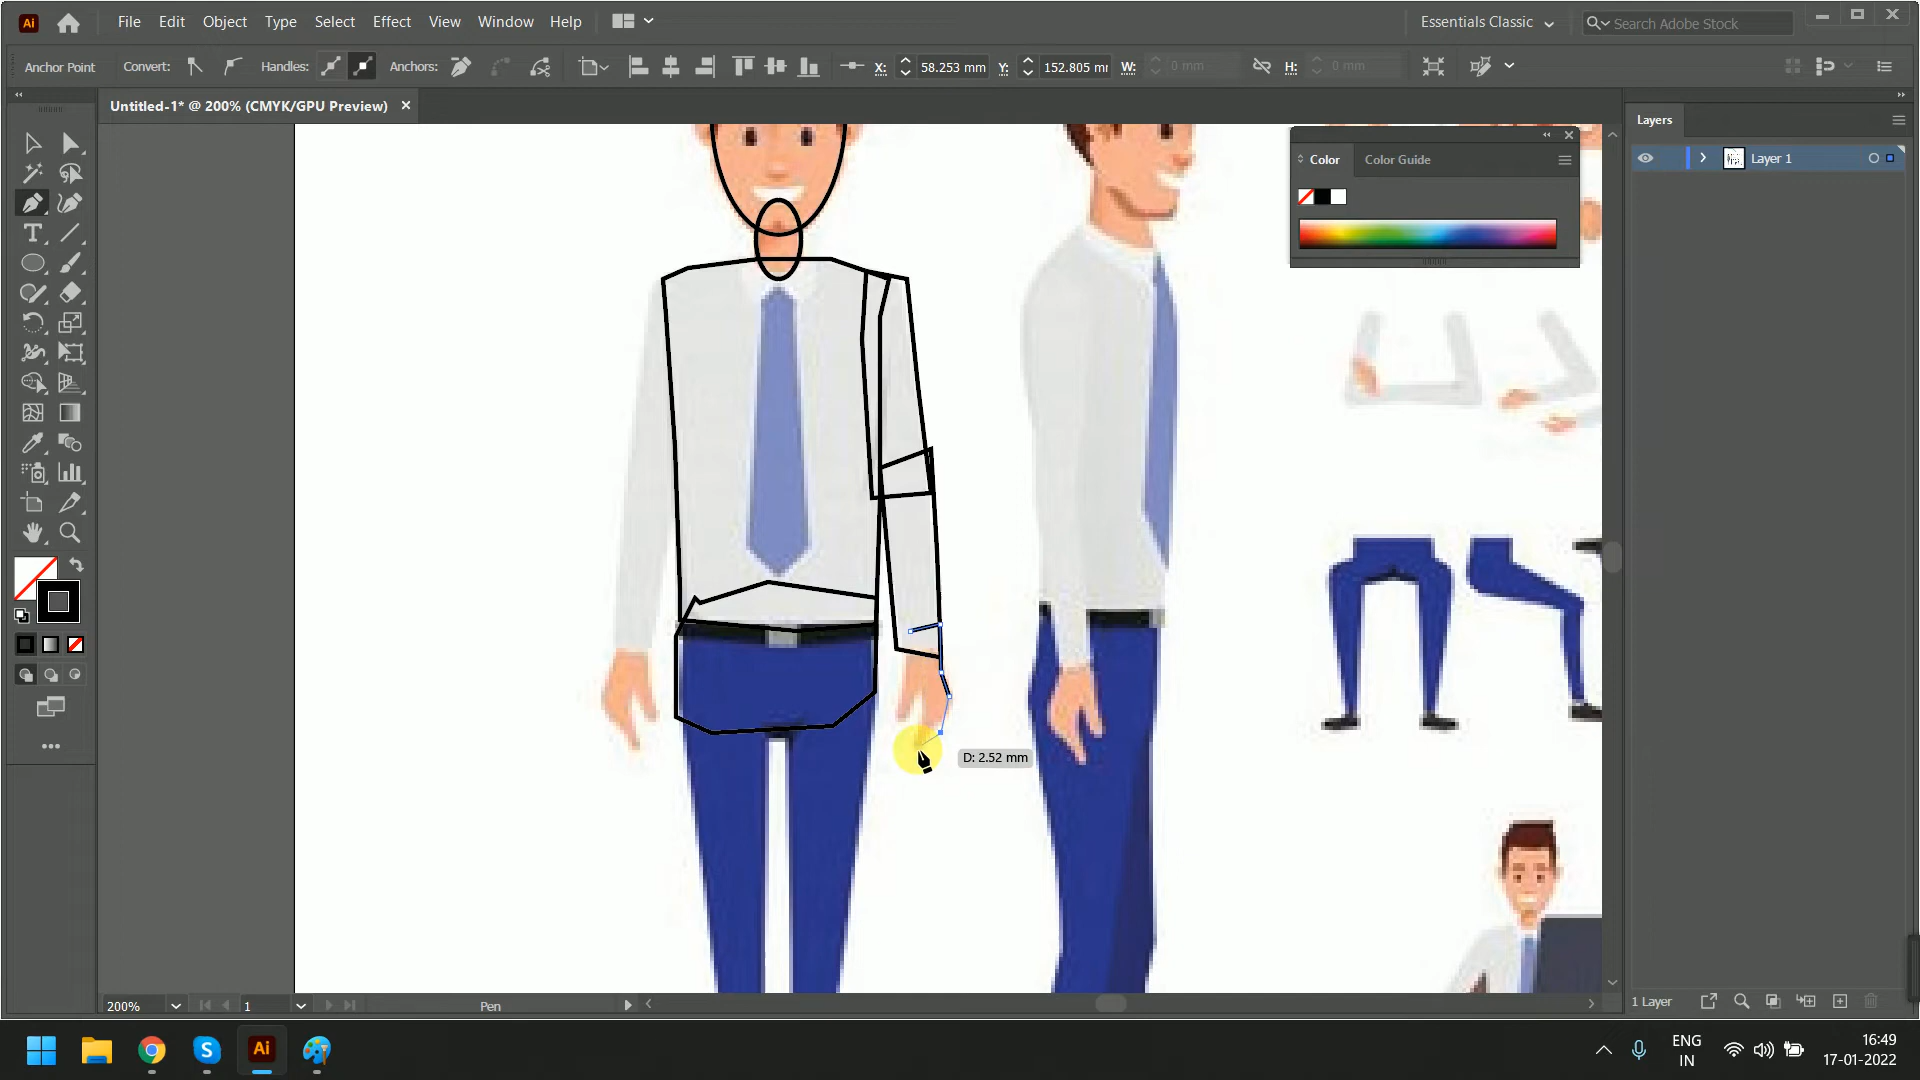 Ai File Edit Object Type Select Effect View Window Help Essentials Classic Search Adobe Stock
Anchor Point Convert: Handles: Anchors: X: 58.253 mm Y: 152.805 mm W: 0 mm H: 0 mm
Untitled-1* @ 200% (CMYK/GPU Preview)
Layers
Color Color Guide
Layer 1
D: 2.52 mm
200% 1 Pen 1 Layer
S Ai ENG 16:49
IN 17-01-2022